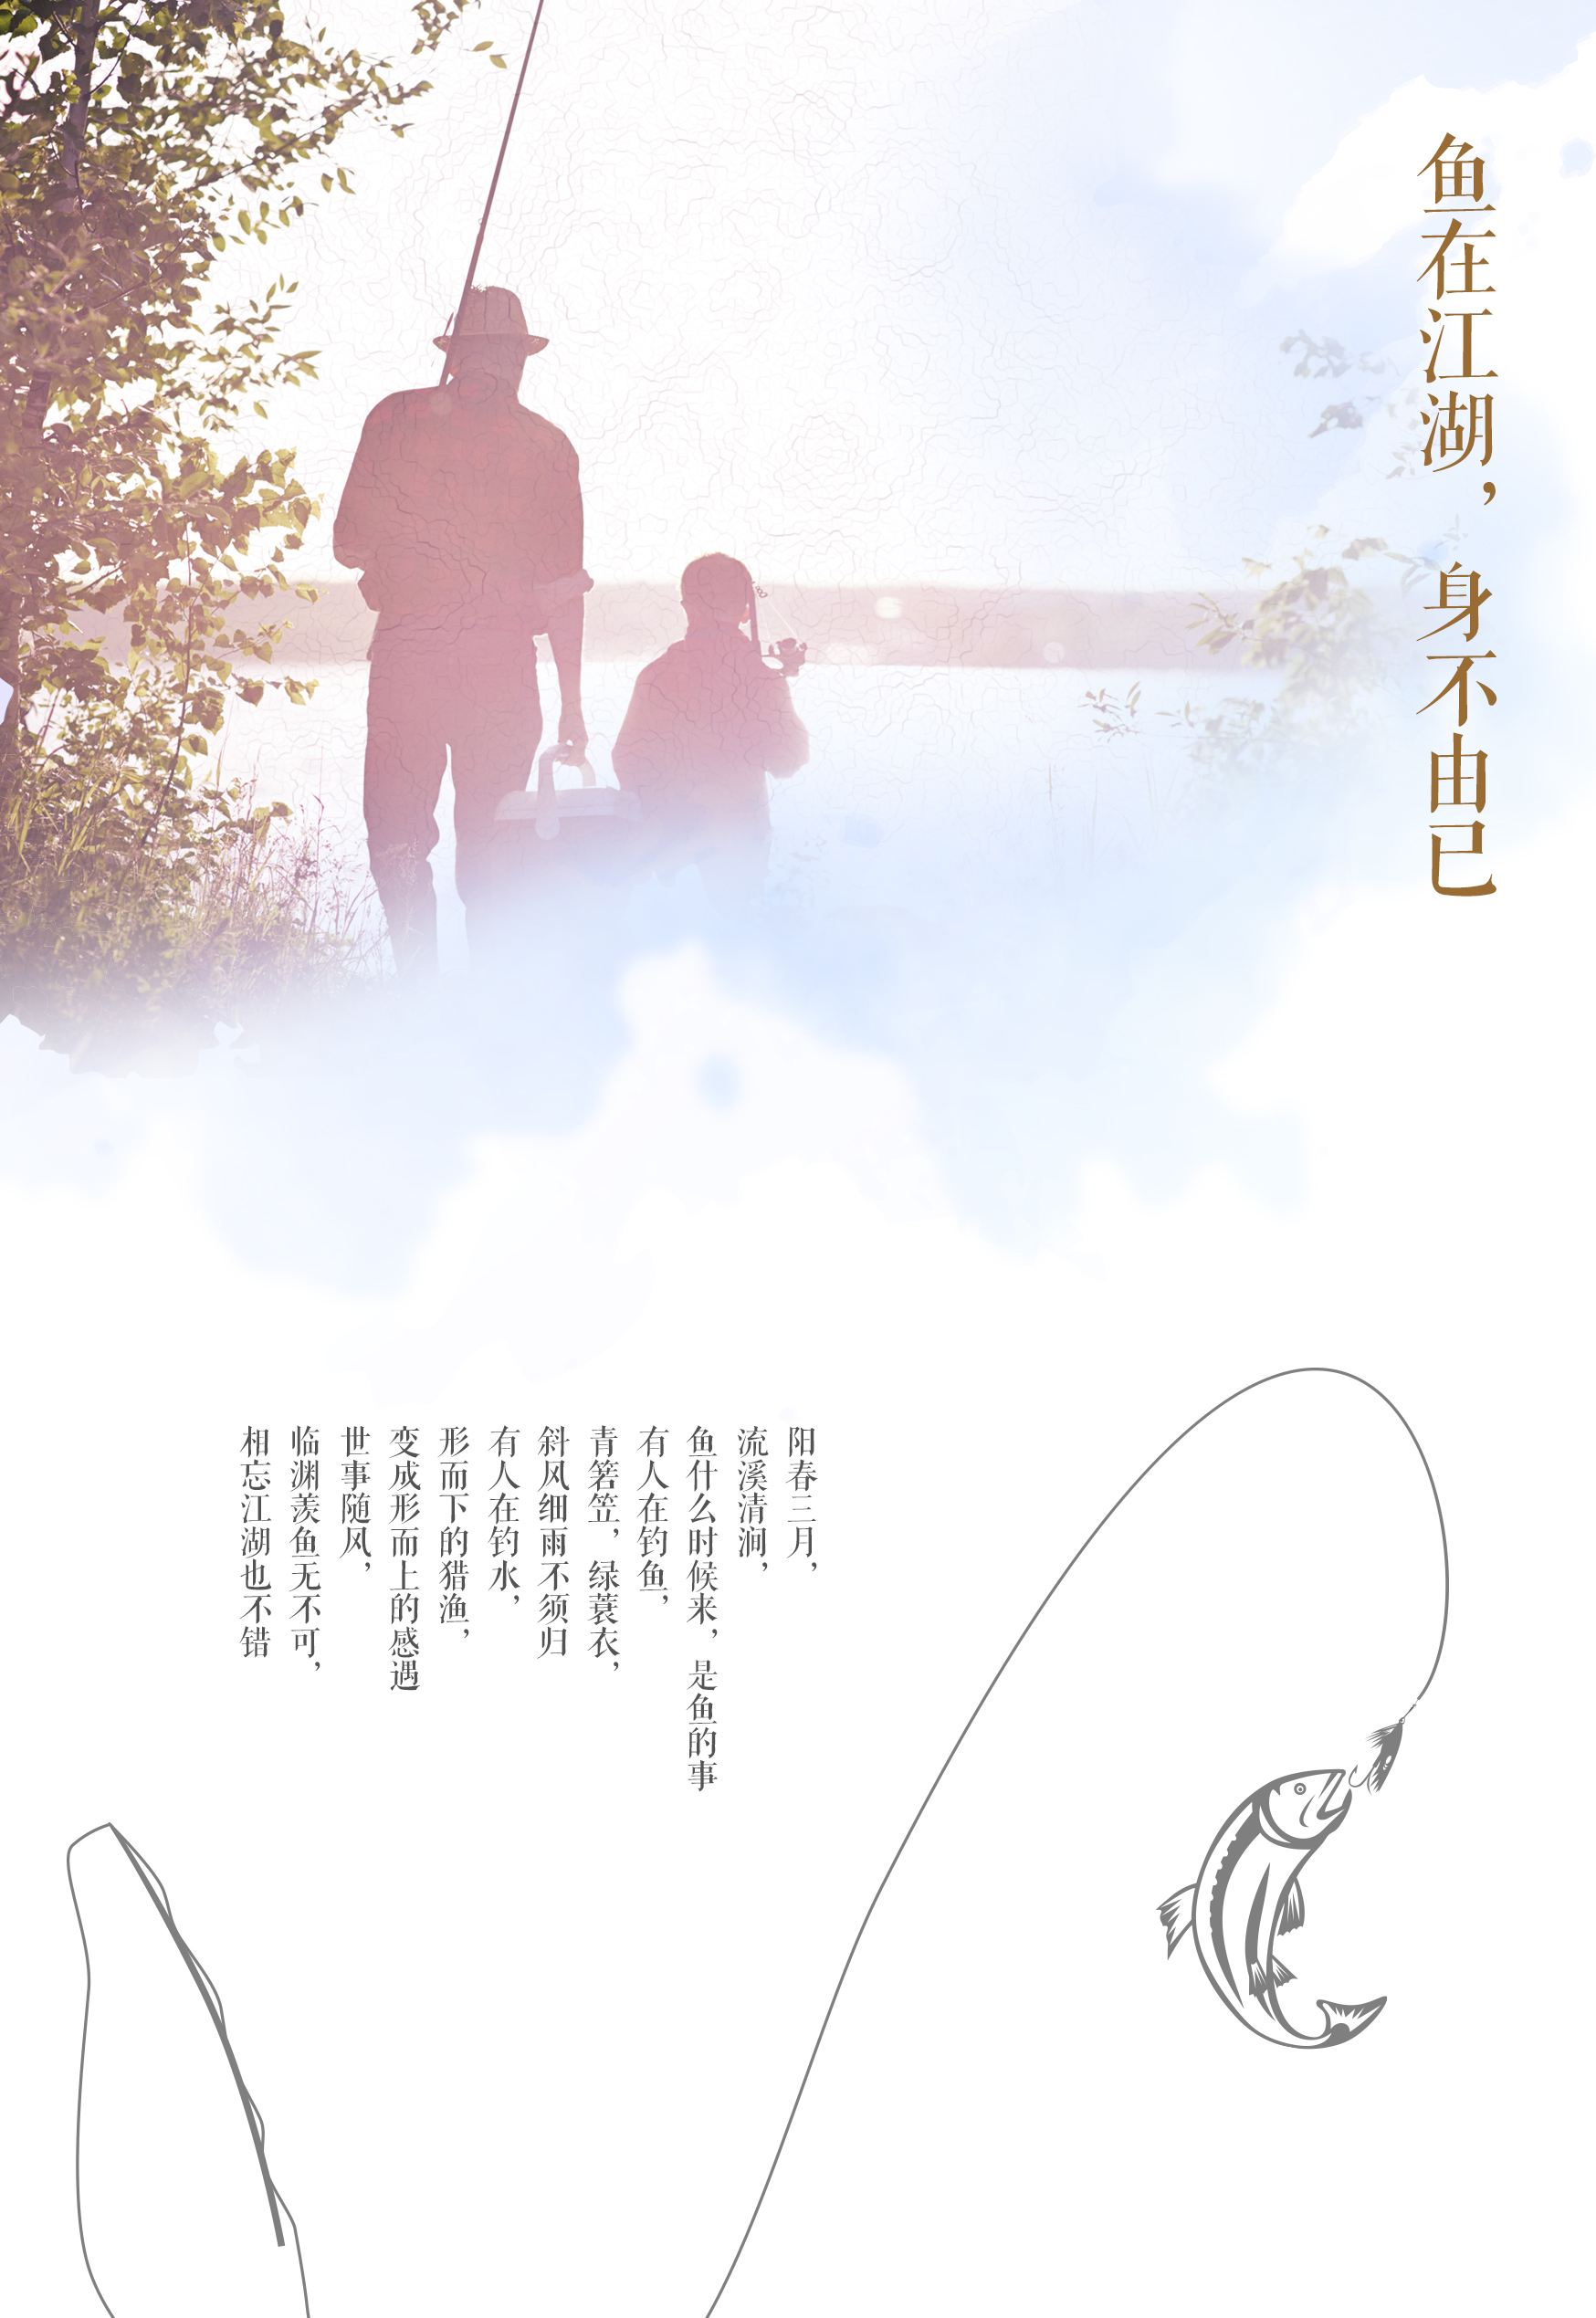 鱼在江湖，身不由已
阳春三月，
流溪清涧，
鱼什么时候来，是鱼的事
有人在钓鱼，
青箬笠，绿蓑衣，
斜风细雨不须归
有人在钓水，
形而下的猎渔，
变成形而上的感遇
世事随风，
临渊羡鱼无不可，
相忘江湖也不错